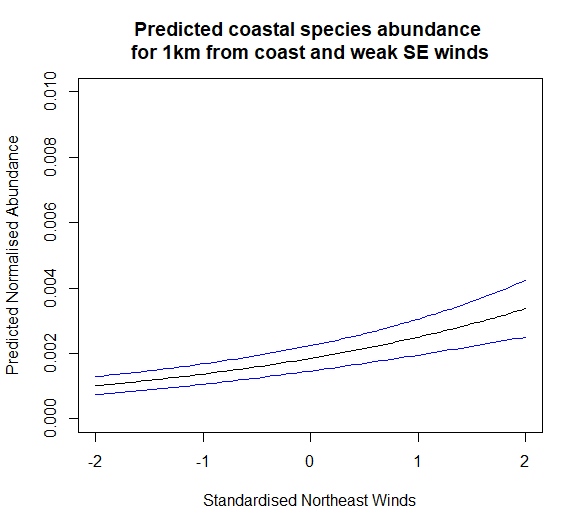 Predicted coastal species abundance
for 1km from coast and weak SE winds
Predicted Normalised Abundance
0.010
0.008
0.006
0.004
0.002
0.000
-2
-1
0
1
2
Standardised Northeast Winds